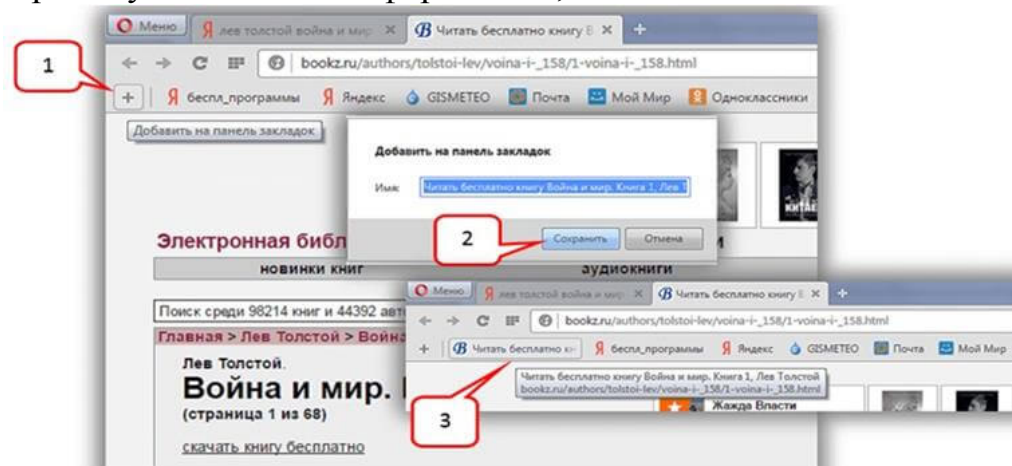 Меню лев толстой война и мир Читать бесплатно книгу В
1
bookz.ru/authors/tolstoi-lev/voina-i-_158/1-voina-i-_158.html
+ беспл_программы Яндекс GISMETEO Почта Мой Мир Одноклассники
Добавить на панель закладок
Добавить на панель закладок
Имя: Читать бесплатно книгу Война и мир. Книга 1, Лев Т
2
Сохранить Отмена
Электронная библ
новинки книг аудиокниги
Меню лев толстой война и мир Читать бесплатно книгу В
Поиск среди 98214 книг и 44392 авт
bookz.ru/authors/tolstoi-lev/voina-i-_158/1-voina-i-_158.html
Главная > Лев Толстой > Война
+ Читать бесплатно кн беспл_программы Яндекс GISMETEO Почта Мой Мир
Лев Толстой.
Читать бесплатно книгу Война и мир. Книга 1, Лев Толстой
bookz.ru/authors/tolstoi-lev/voina-i-_158/1-voina-i-_158.html
Война и мир.
Жажда Власти
(страница 1 из 68)
3
скачать книгу бесплатно